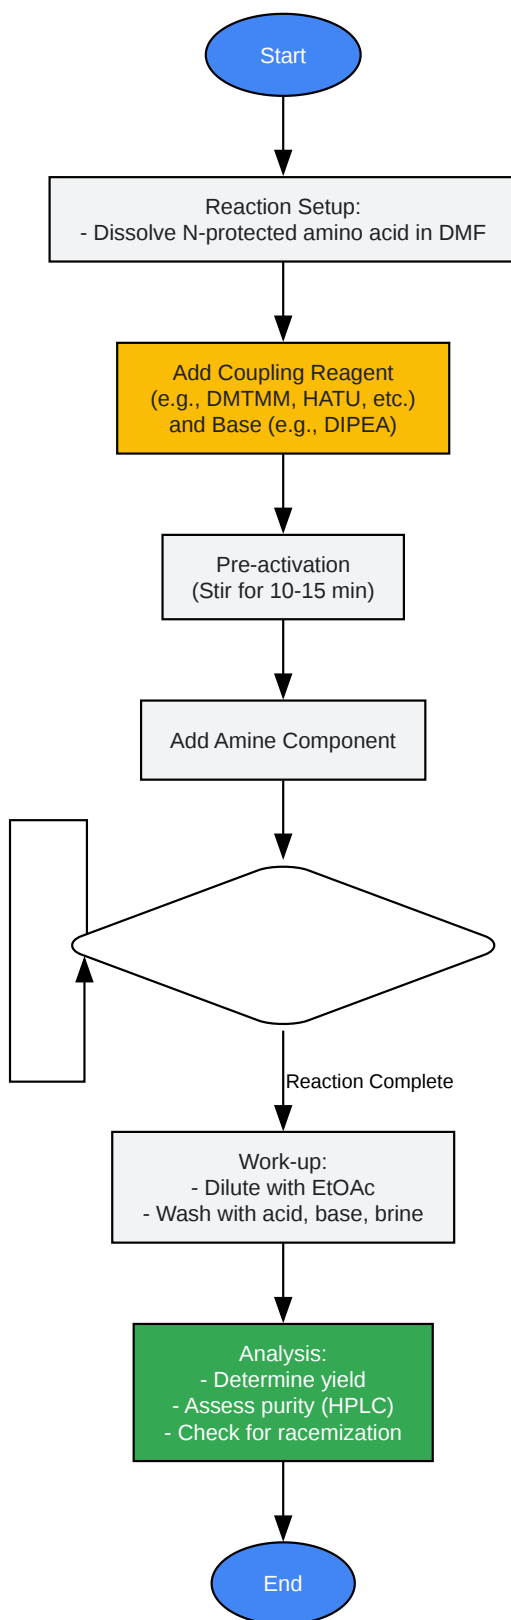 Start
Reaction Setup:
- Dissolve N-protected amino acid in DMF
Add Coupling Reagent
(e.g., DMTMM, HATU, etc.)
and Base (e.g., DIPEA)
Pre-activation
(Stir for 10-15 min)
Add Amine Component
Reaction Complete
Work-up:
- Dilute with EtOAc
- Wash with acid, base, brine
Analysis:
- Determine yield
- Assess purity (HPLC)
- Check for racemization
End